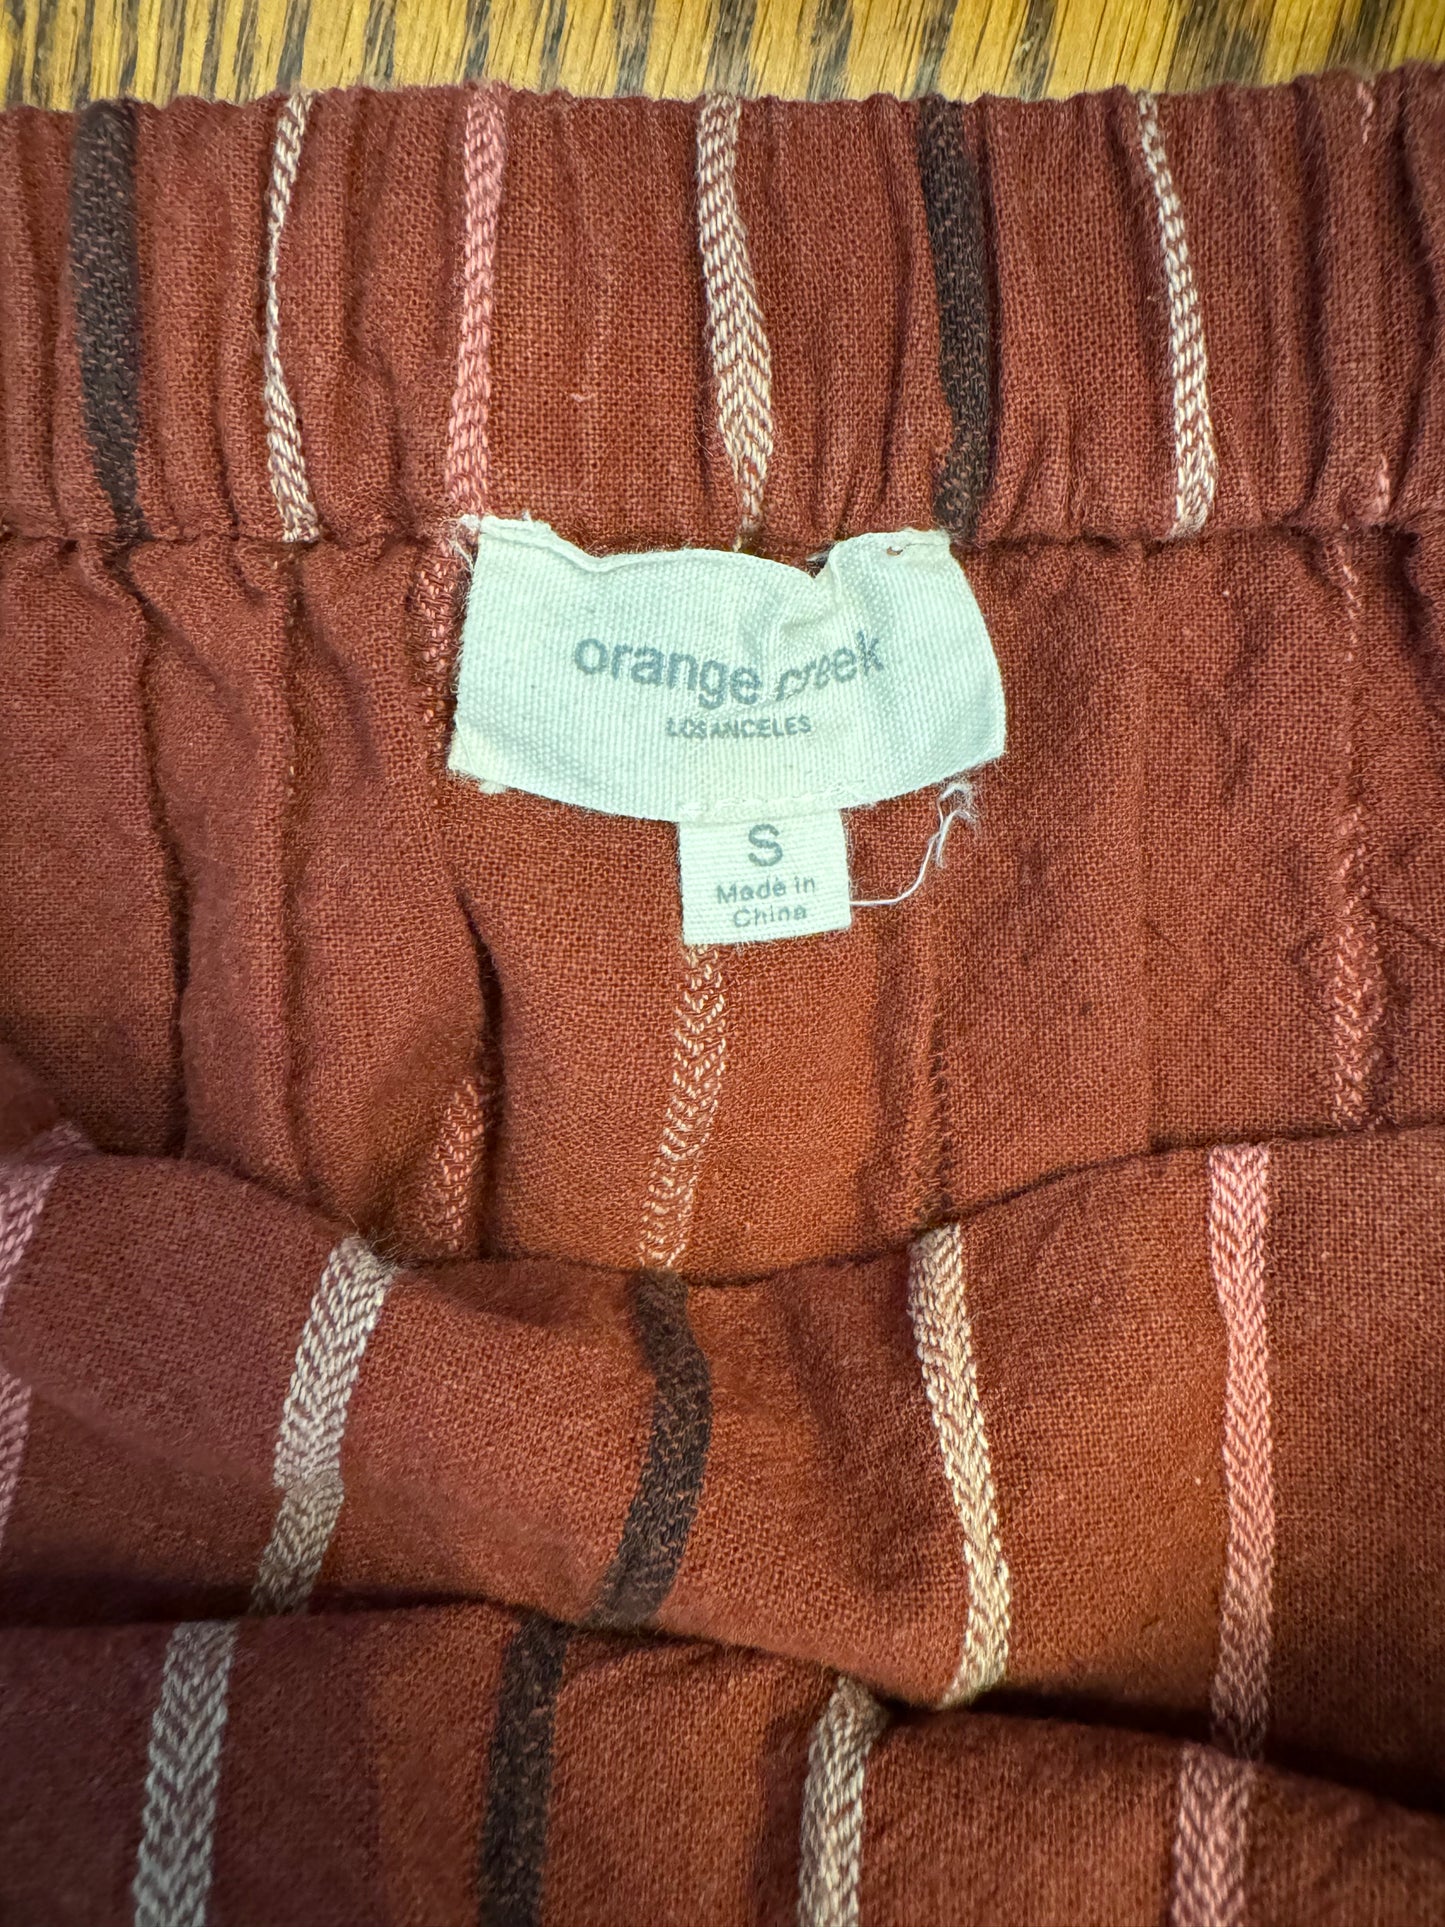 orange creek
LOS ANGELES
S
Made in
China